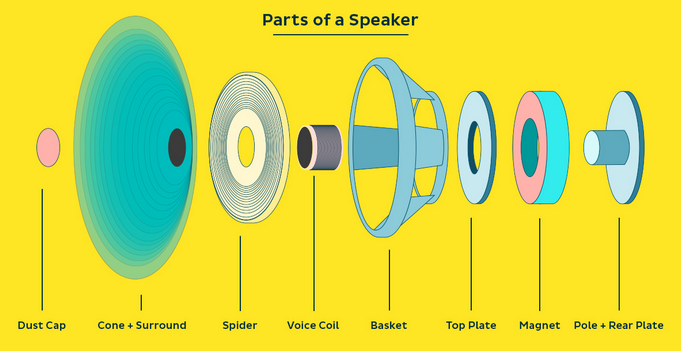 Parts of a Speaker
Dust Cap
Cone + Surround
Spider
Voice Coil
Basket
Top Plate
Magnet
Pole + Rear Plate